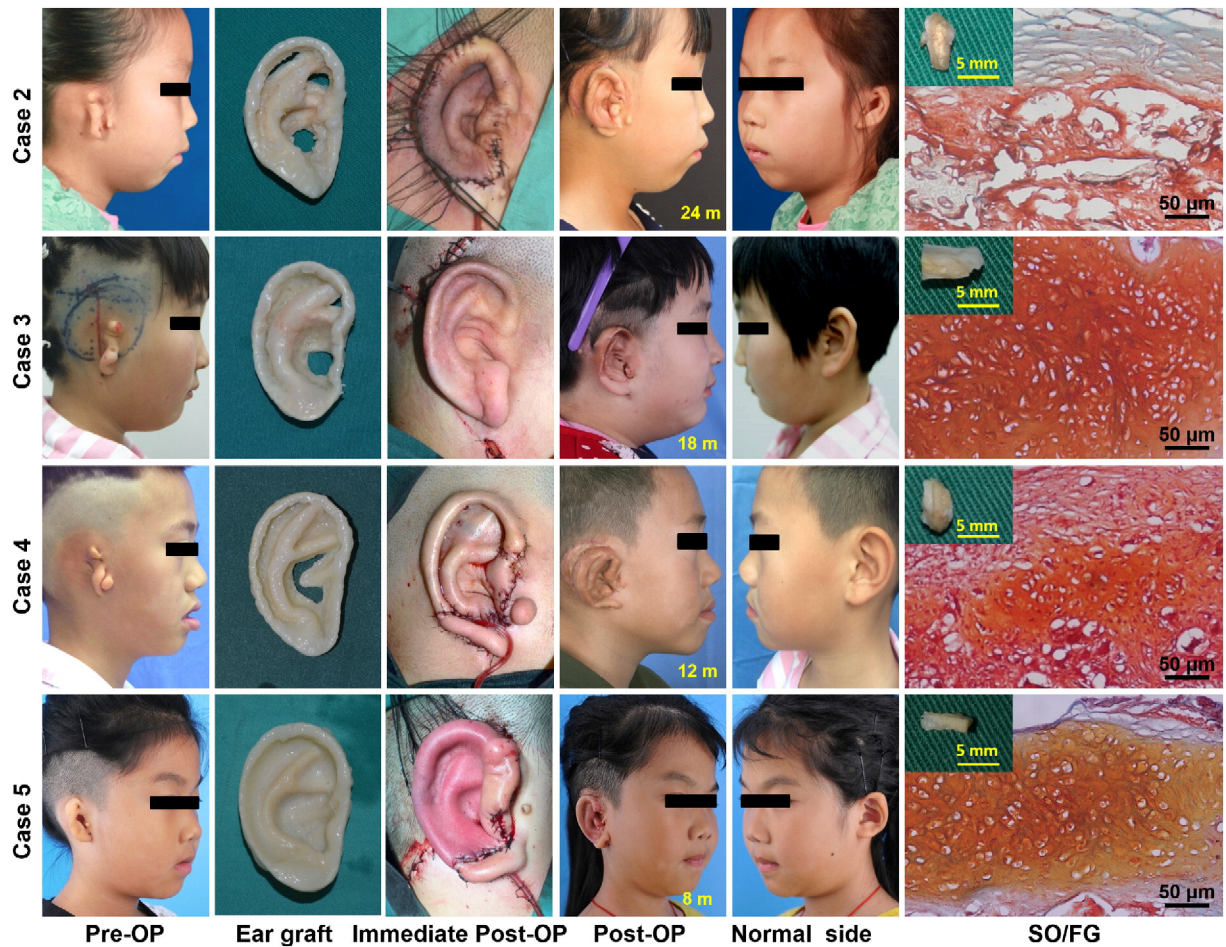 Case 2
24 m
5 mm
50 µm
Case 3
18 m
5 mm
50 µm
Case 4
12 m
5 mm
50 µm
Case 5
8 m
5 mm
50 µm
Pre-OP Ear graft Immediate Post-OP Post-OP Normal side SO/FG